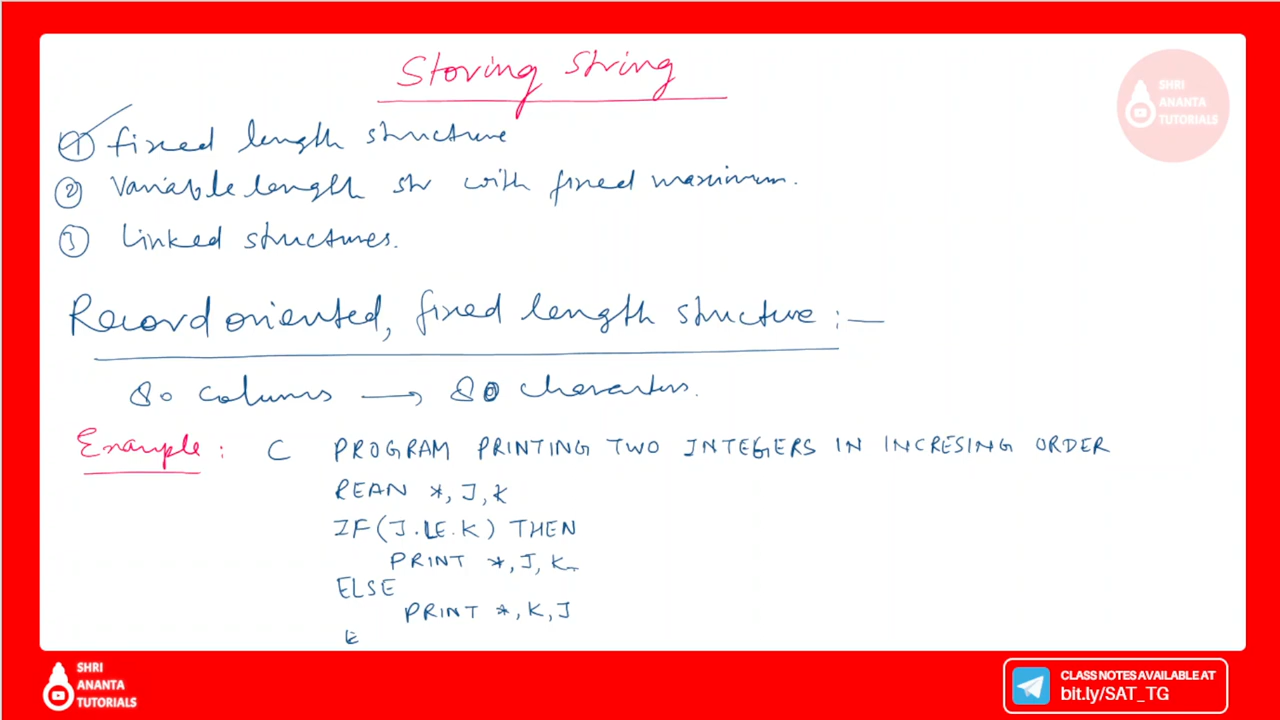 Storing string
SHRI
ANANTA
TUTORIALS
① fixed length structure
② Variable length str with fixed maximum.
③ Linked structures.
Record oriented, fixed length structure :—
80 columns → 80 characters.
Example : C PROGRAM PRINTING TWO INTEGERS IN INCRESING ORDER
REAN *, J, K
IF(J.LE.K) THEN
PRINT *, J, K
ELSE
PRINT *, K, J
E
SHRI
ANANTA
TUTORIALS
CLASS NOTES AVAILABLE AT
bit.ly/SAT_TG